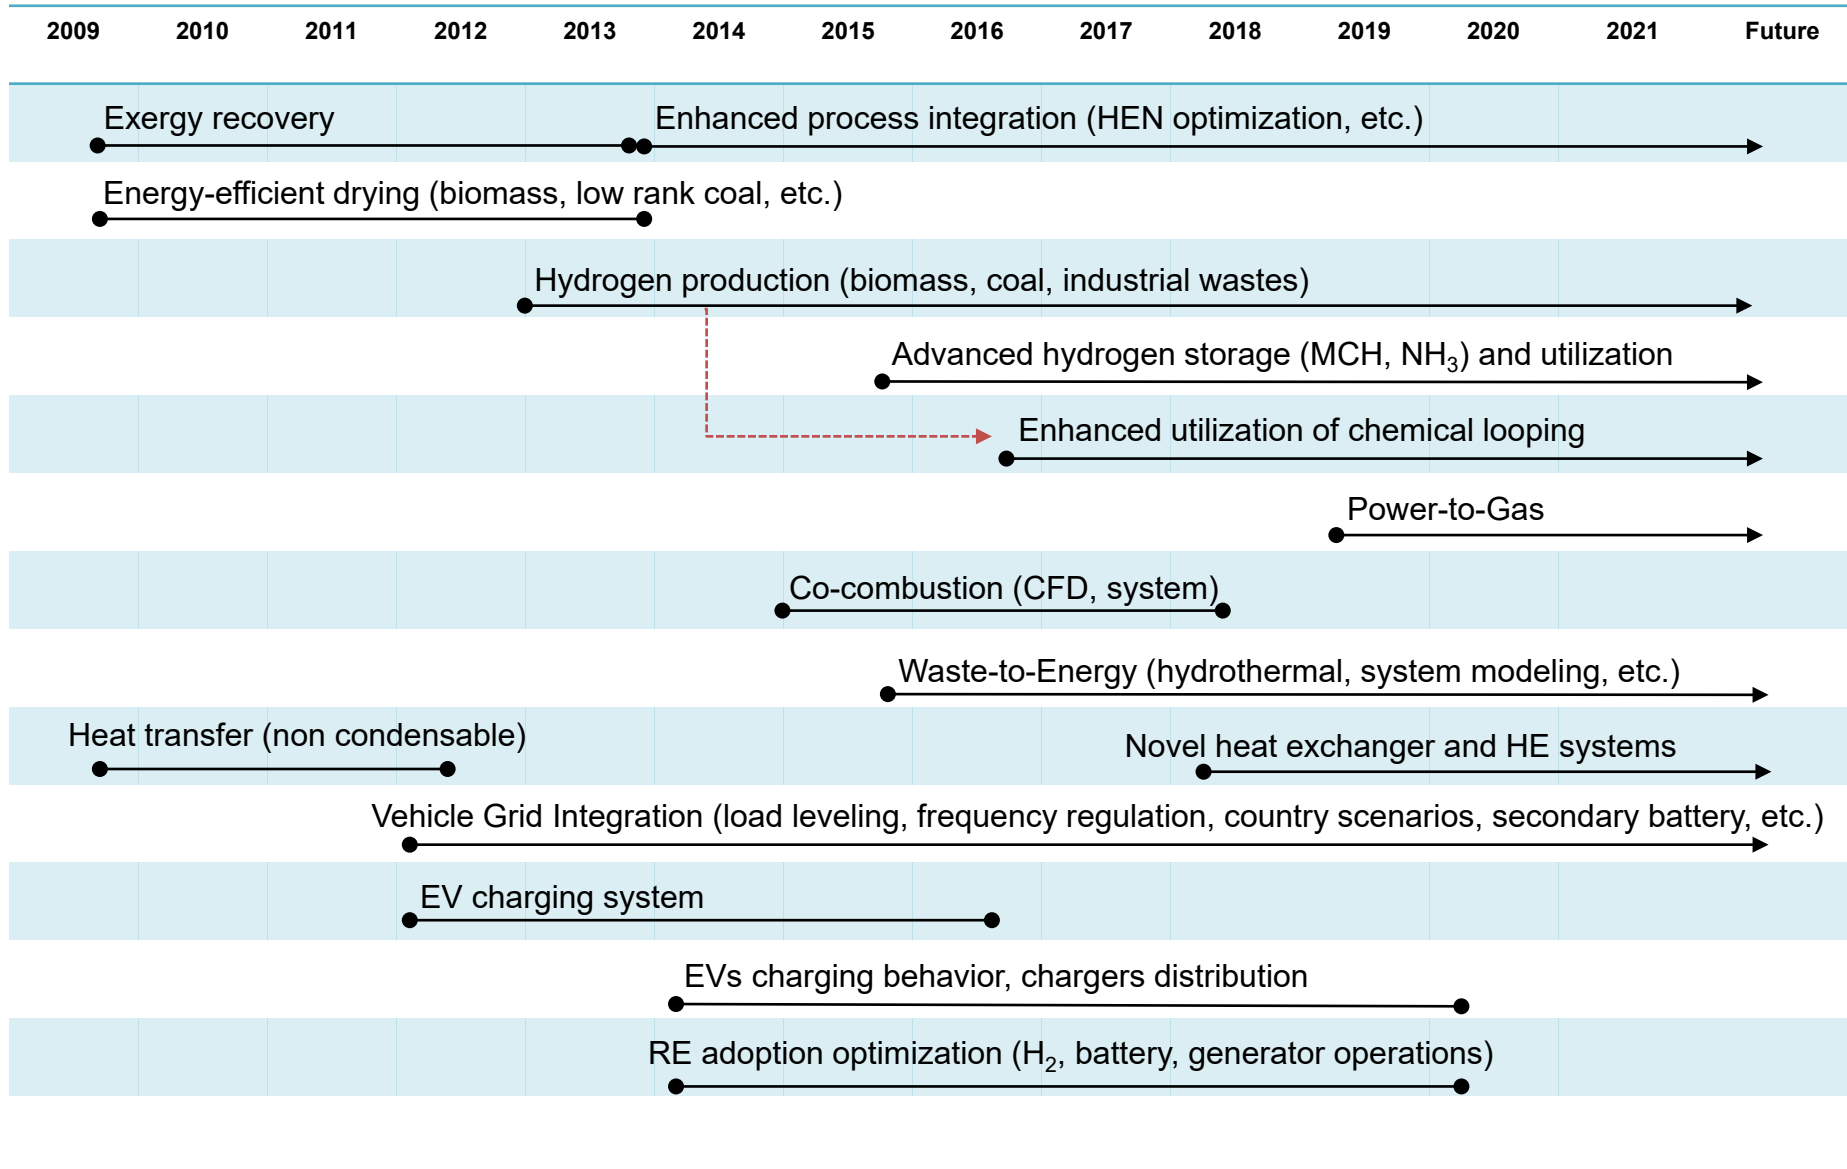 2009 2010 2011 2012 2013 2014 2015 2016 2017 2018 2019 2020 2021 Future
Exergy recovery
Enhanced process integration (HEN optimization, etc.)
Energy-efficient drying (biomass, low rank coal, etc.)
Hydrogen production (biomass, coal, industrial wastes)
Advanced hydrogen storage (MCH, NH₃) and utilization
Enhanced utilization of chemical looping
Power-to-Gas
Co-combustion (CFD, system)
Waste-to-Energy (hydrothermal, system modeling, etc.)
Heat transfer (non condensable)
Novel heat exchanger and HE systems
Vehicle Grid Integration (load leveling, frequency regulation, country scenarios, secondary battery, etc.)
EV charging system
EVs charging behavior, chargers distribution
RE adoption optimization (H₂, battery, generator operations)